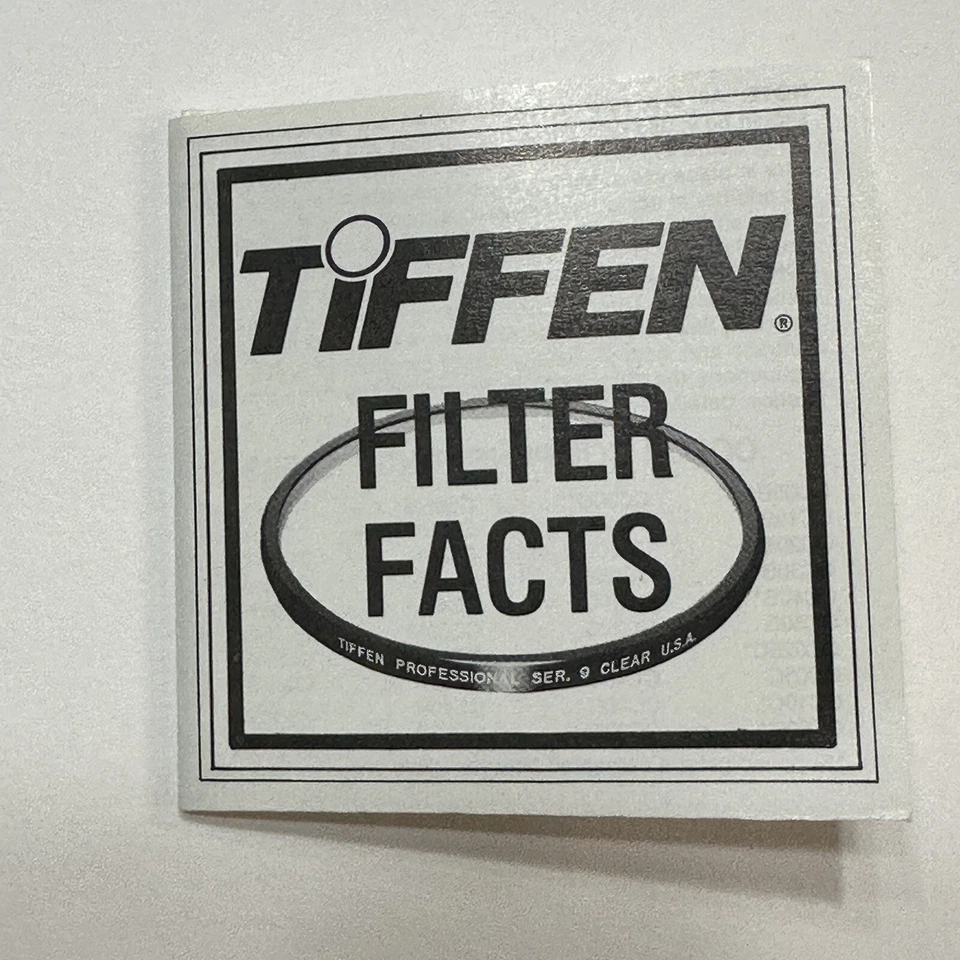 TiFFEN®
FILTER
FACTS
TIFFEN PROFESSIONAL SER. 9 CLEAR U.S.A.